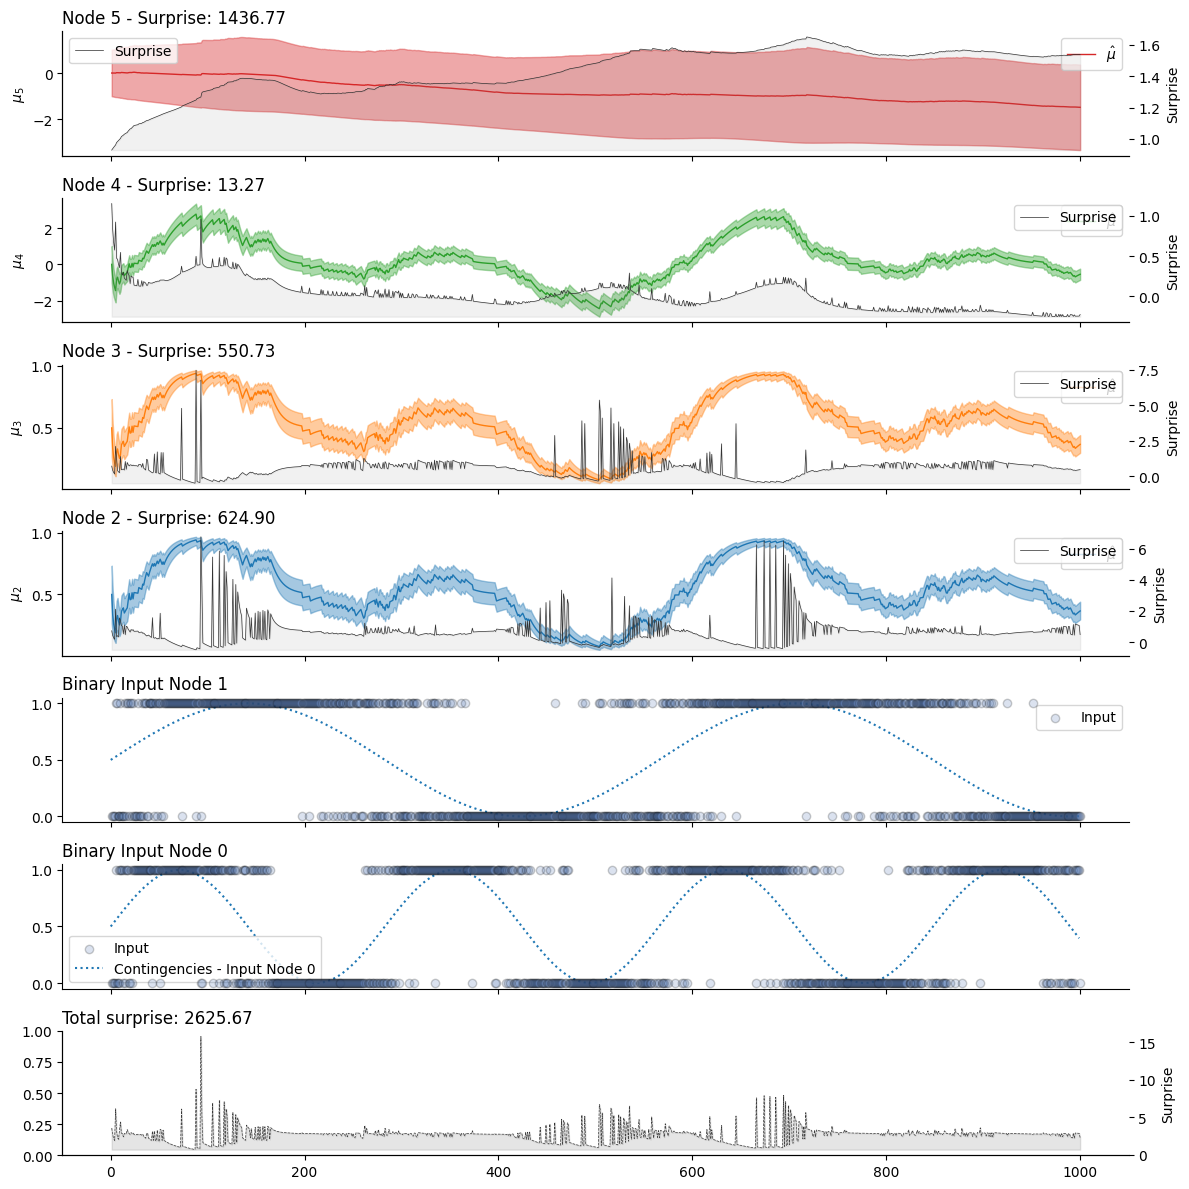 Node 5 - Surprise: 1436.77
Surprise
μ̂
0
−2
μ5
1.6
1.4
1.2
1.0
Surprise
Node 4 - Surprise: 13.27
Surprise
2
0
−2
μ4
1.0
0.5
0.0
Surprise
Node 3 - Surprise: 550.73
Surprise
1.0
0.5
μ3
7.5
5.0
2.5
0.0
Surprise
Node 2 - Surprise: 624.90
Surprise
1.0
0.5
μ2
6
4
2
0
Surprise
Binary Input Node 1
Input
1.0
0.5
0.0
Binary Input Node 0
1.0
0.5
0.0
Input
Contingencies - Input Node 0
Total surprise: 2625.67
1.00
0.75
0.50
0.25
0.00
15
10
5
0
Surprise
0 200 400 600 800 1000